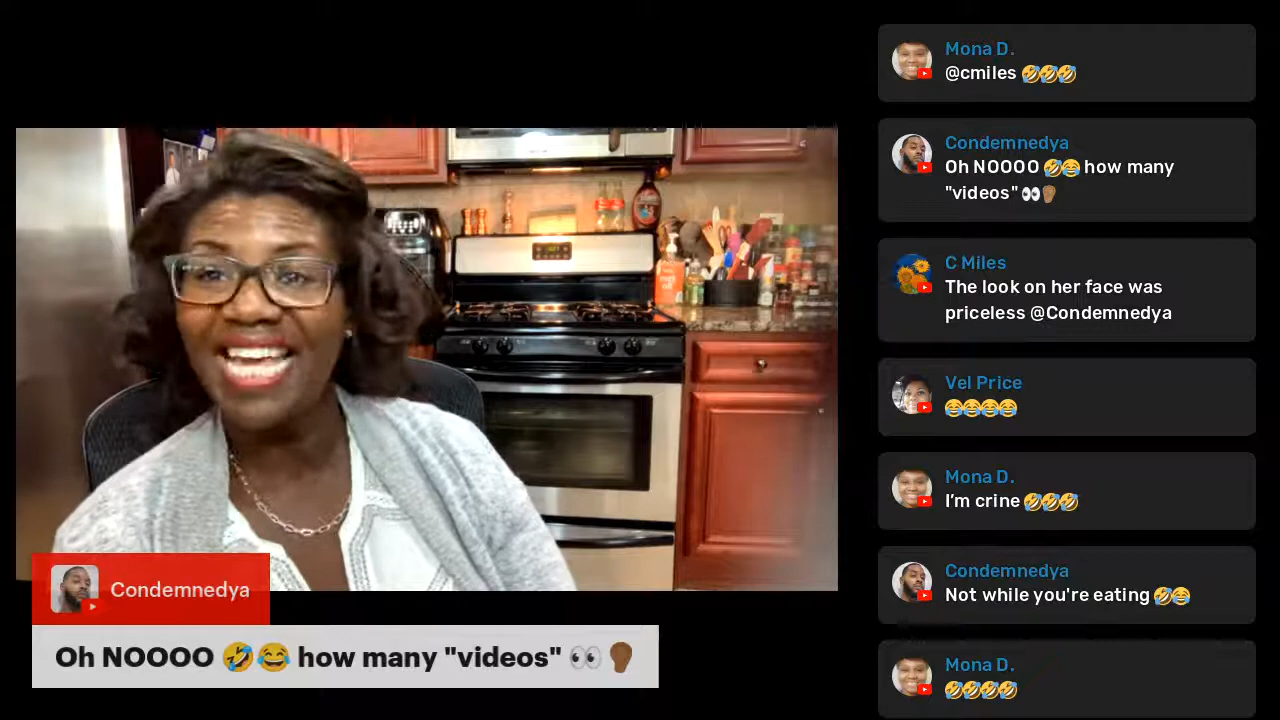 Mona D.
@cmiles 🤣🤣🤣
Condemnedya
Oh NOOOO 🤣😂 how many
"videos" 👀👂🏾
C Miles
The look on her face was
priceless @Condemnedya
Vel Price
😂😂😂😂
Mona D.
I'm crine 🤣🤣🤣
Condemnedya
Not while you're eating 🤣😂
Mona D.
🤣🤣🤣🤣
Condemnedya
Oh NOOOO 🤣😂 how many "videos" 👀👂🏾